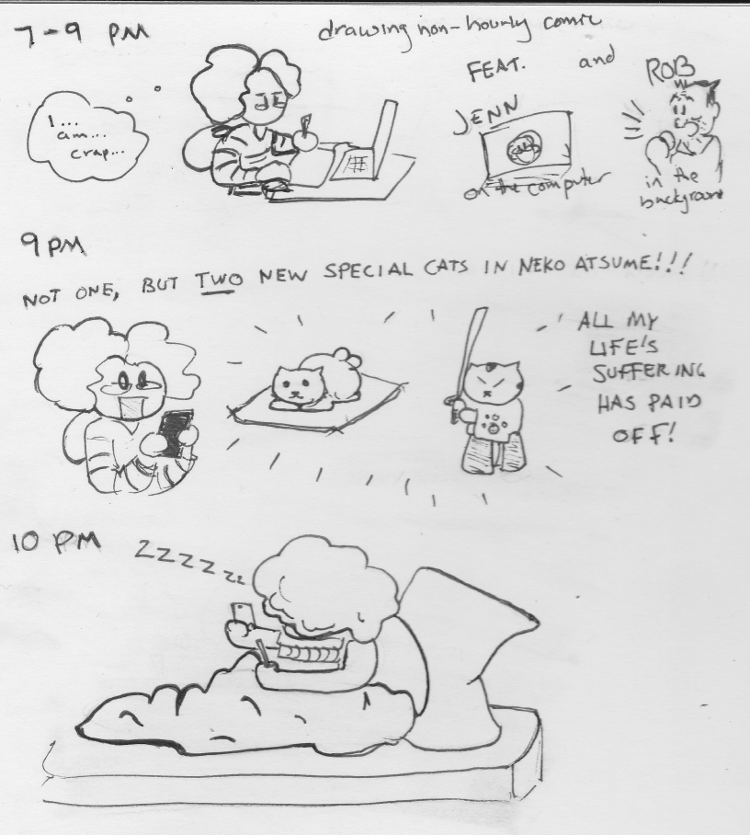 7-9 PM
drawing non-hourly comic
FEAT. and
JENN
ROB
on the computer
in the
background
I...
am...
crap...
9 PM
NOT ONE, BUT TWO NEW SPECIAL CATS IN NEKO ATSUME!!!
ALL MY
LIFE'S
SUFFERING
HAS PAID
OFF!
10 PM
ZZZZZZz